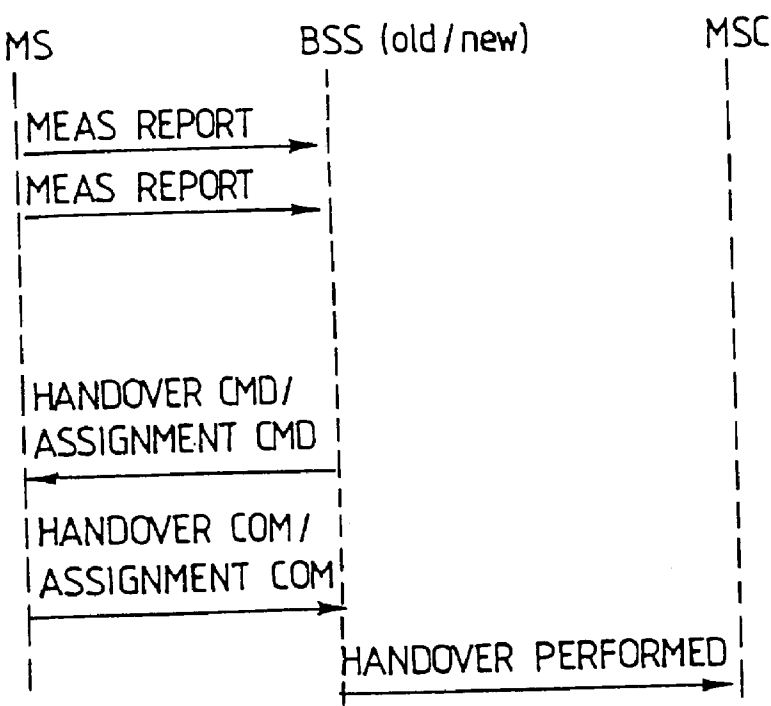 MS
BSS (old/new)
MSC
MEAS REPORT
MEAS REPORT
HANDOVER CMD/
ASSIGNMENT CMD
HANDOVER COM/
ASSIGNMENT COM
HANDOVER PERFORMED